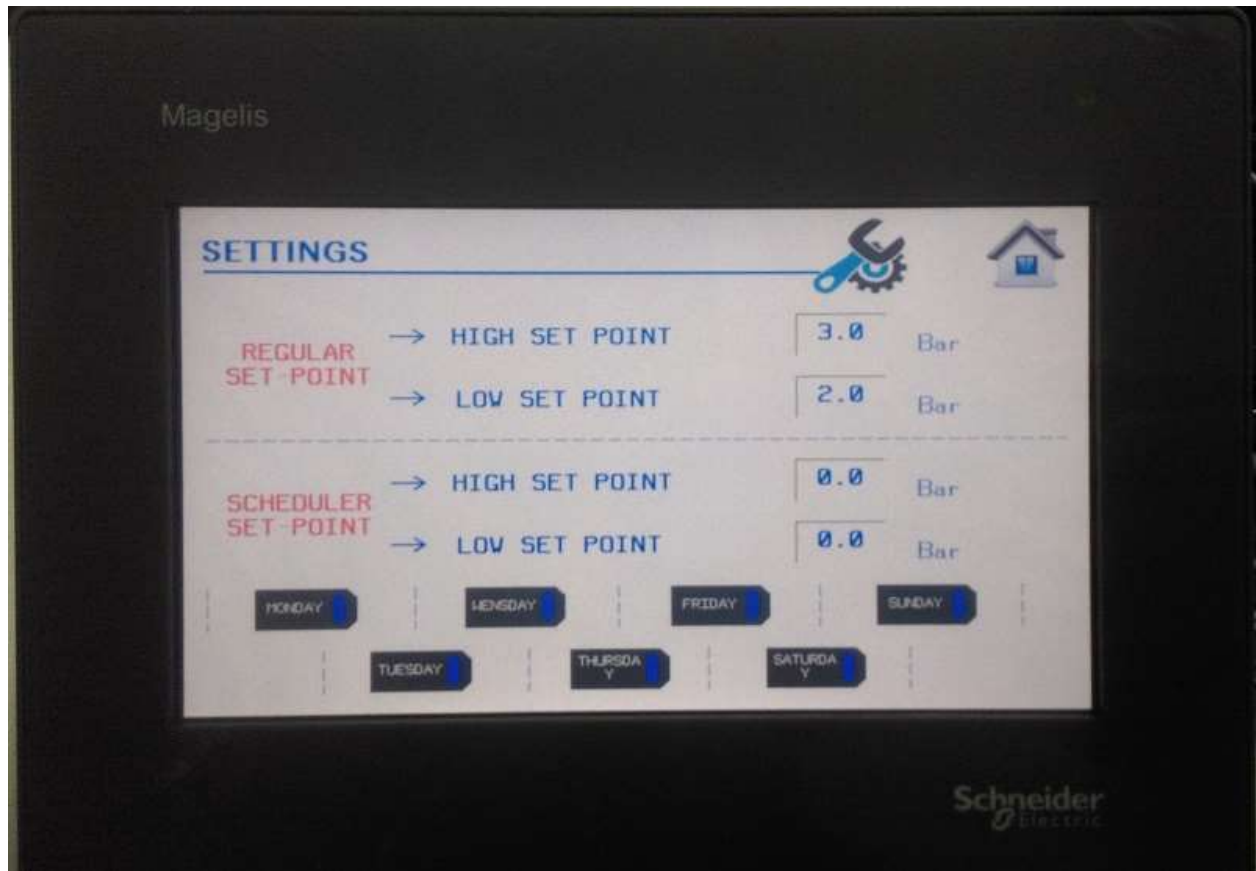 Magelis
SETTINGS
REGULAR
SET-POINT
→ HIGH SET POINT 3.0 Bar
→ LOW SET POINT 2.0 Bar
SCHEDULER
SET-POINT
→ HIGH SET POINT 0.0 Bar
→ LOW SET POINT 0.0 Bar
MONDAY WENSDAY FRIDAY SUNDAY
TUESDAY THURSDA
Y SATURDA
Y
Schneider
Electric